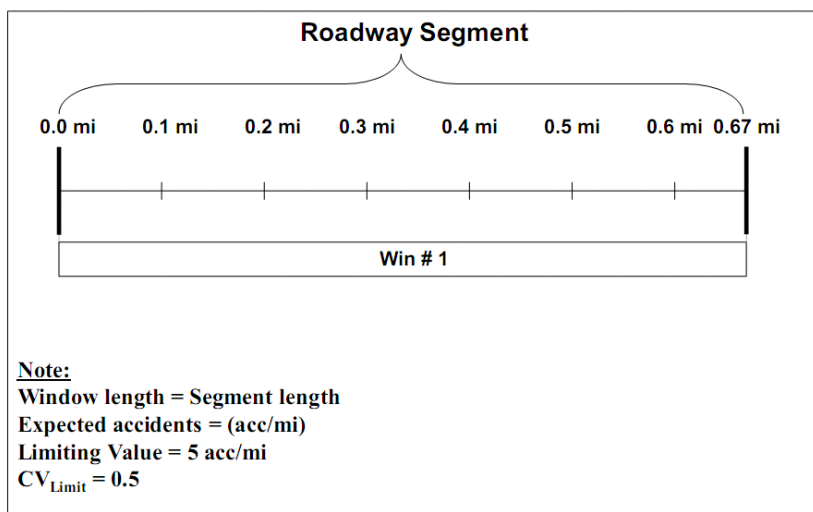 Roadway Segment
0.0 mi 0.1 mi 0.2 mi 0.3 mi 0.4 mi 0.5 mi 0.6 mi 0.67 mi
Win # 1
Note:
Window length = Segment length
Expected accidents = (acc/mi)
Limiting Value = 5 acc/mi
CV_Limit = 0.5